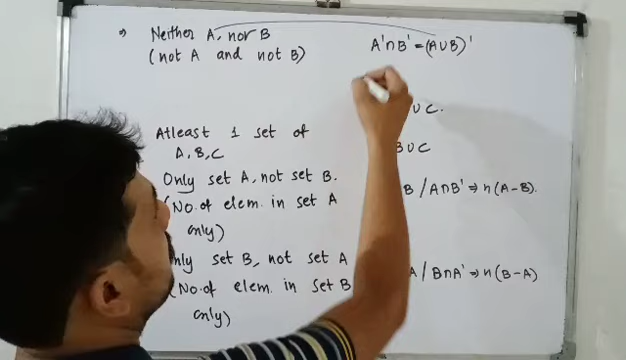 ⇒ Neither A, nor B A'∩B' = (A∪B)'
(not A and not B)
∪ C.
Atleast 1 set of
A, B, C B∪C
Only set A, not set B.
(No. of elem. in set A B / A∩B' ⇒ n(A-B).
only)
only set B, not set A
(No. of elem. in set B A / B∩A' ⇒ n(B-A)
only)